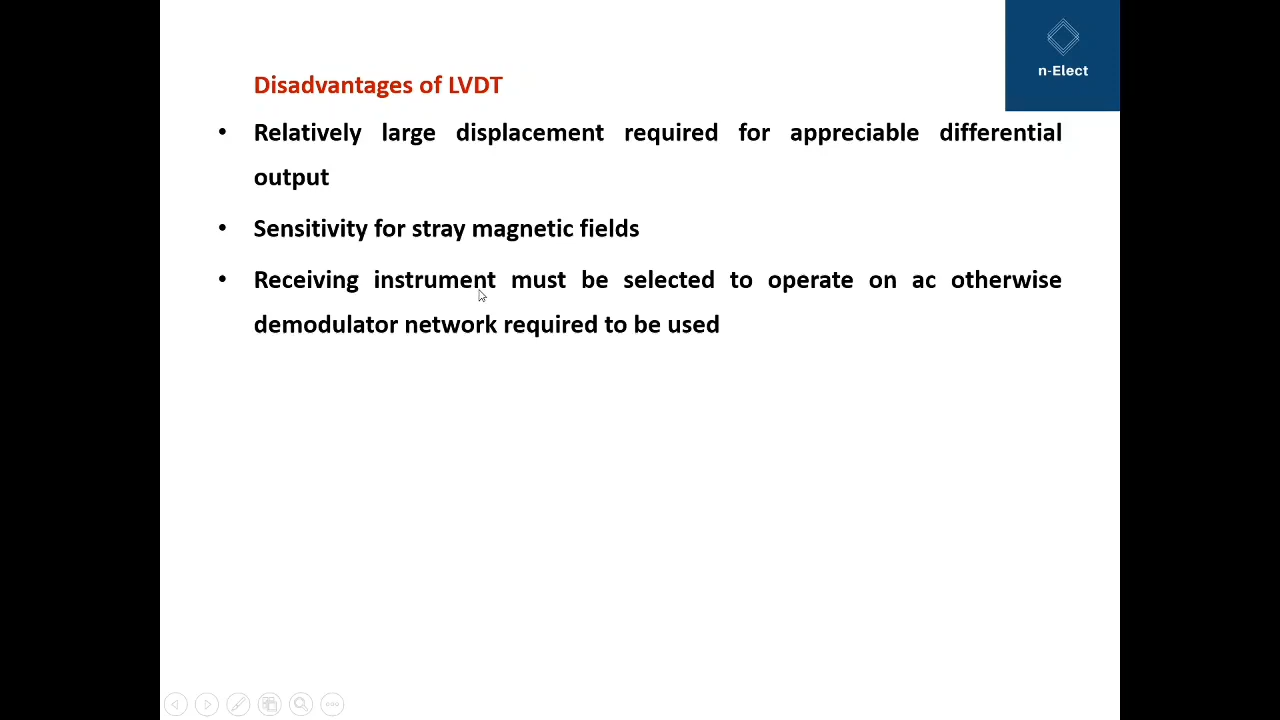 n-Elect
Disadvantages of LVDT
• Relatively large displacement required for appreciable differential
output
• Sensitivity for stray magnetic fields
• Receiving instrument must be selected to operate on ac otherwise
demodulator network required to be used